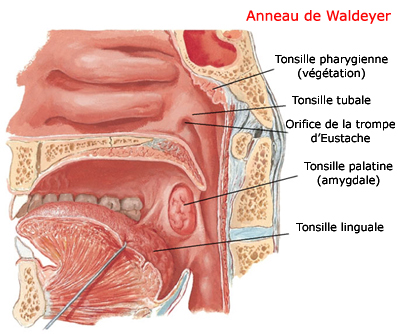 Anneau de Waldeyer
Tonsille pharygienne
(végétation)
Tonsille tubale
Orifice de la trompe
d'Eustache
Tonsille palatine
(amygdale)
Tonsille linguale